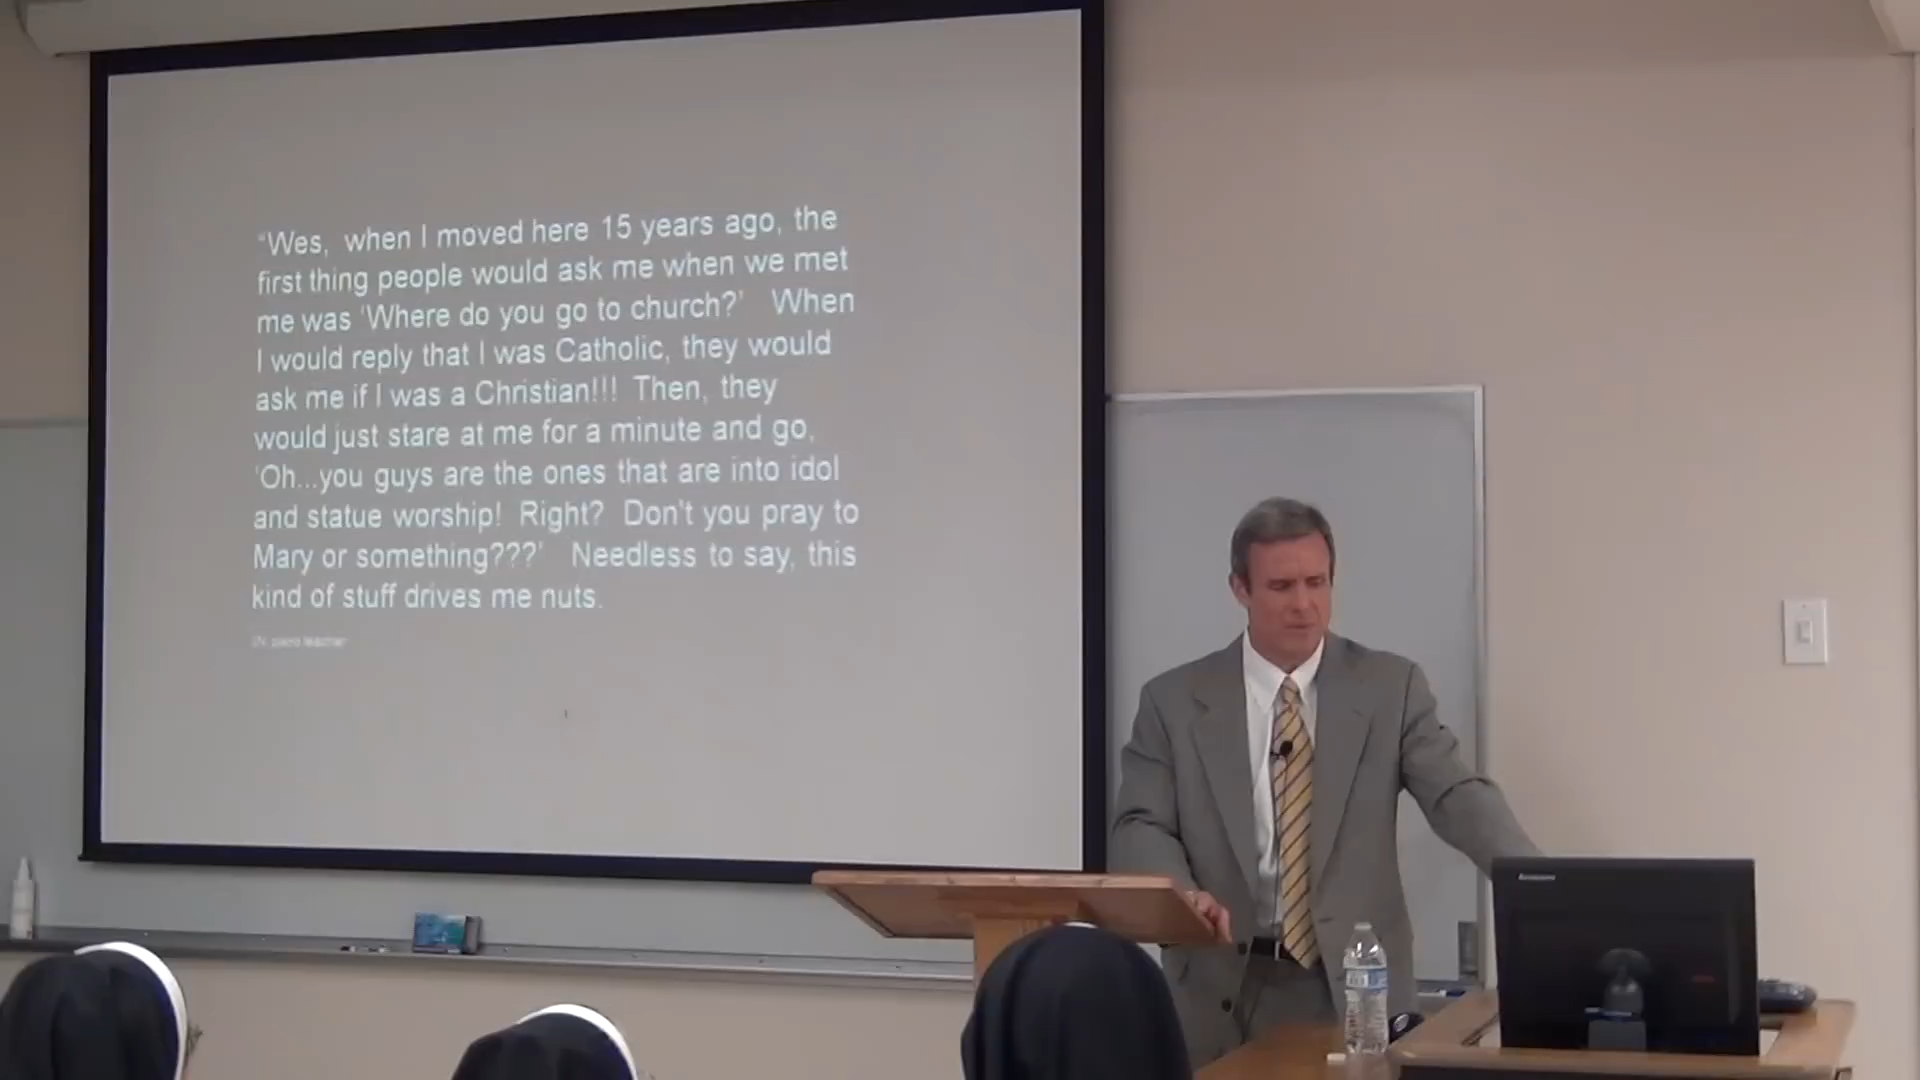 “Wes, when I moved here 15 years ago, the
first thing people would ask me when we met
me was 'Where do you go to church?' When
I would reply that I was Catholic, they would
ask me if I was a Christian!!! Then, they
would just stare at me for a minute and go,
'Oh...you guys are the ones that are into idol
and statue worship! Right? Don't you pray to
Mary or something???' Needless to say, this
kind of stuff drives me nuts.